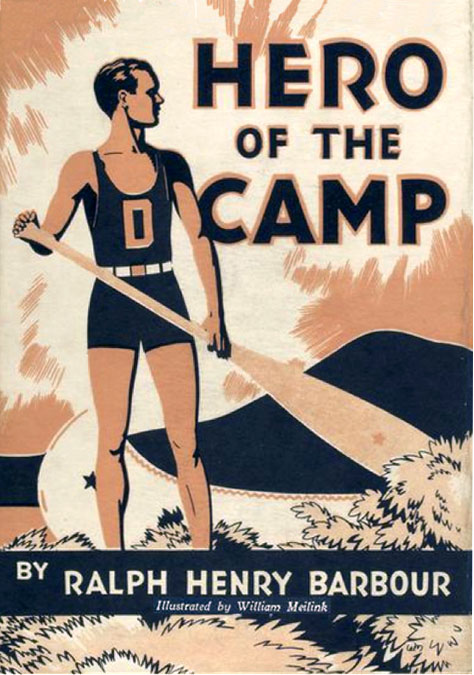 HERO
OF THE
CAMP
D
BY RALPH HENRY BARBOUR
Illustrated by William Meilink